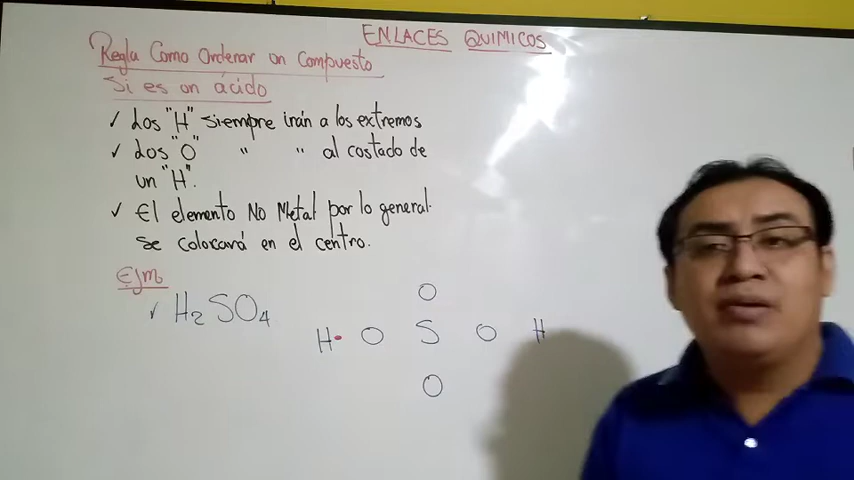 ENLACES QUIMICOS
Regla Como Ordenar un Compuesto
Si es un ácido
✓ Los "H" siempre irán a los extremos
✓ Los "O" " " al costado de
un "H".
✓ El elemento No Metal por lo general
se colocará en el centro.
Ejm
✓ H₂SO₄
O
H• O S O H
O